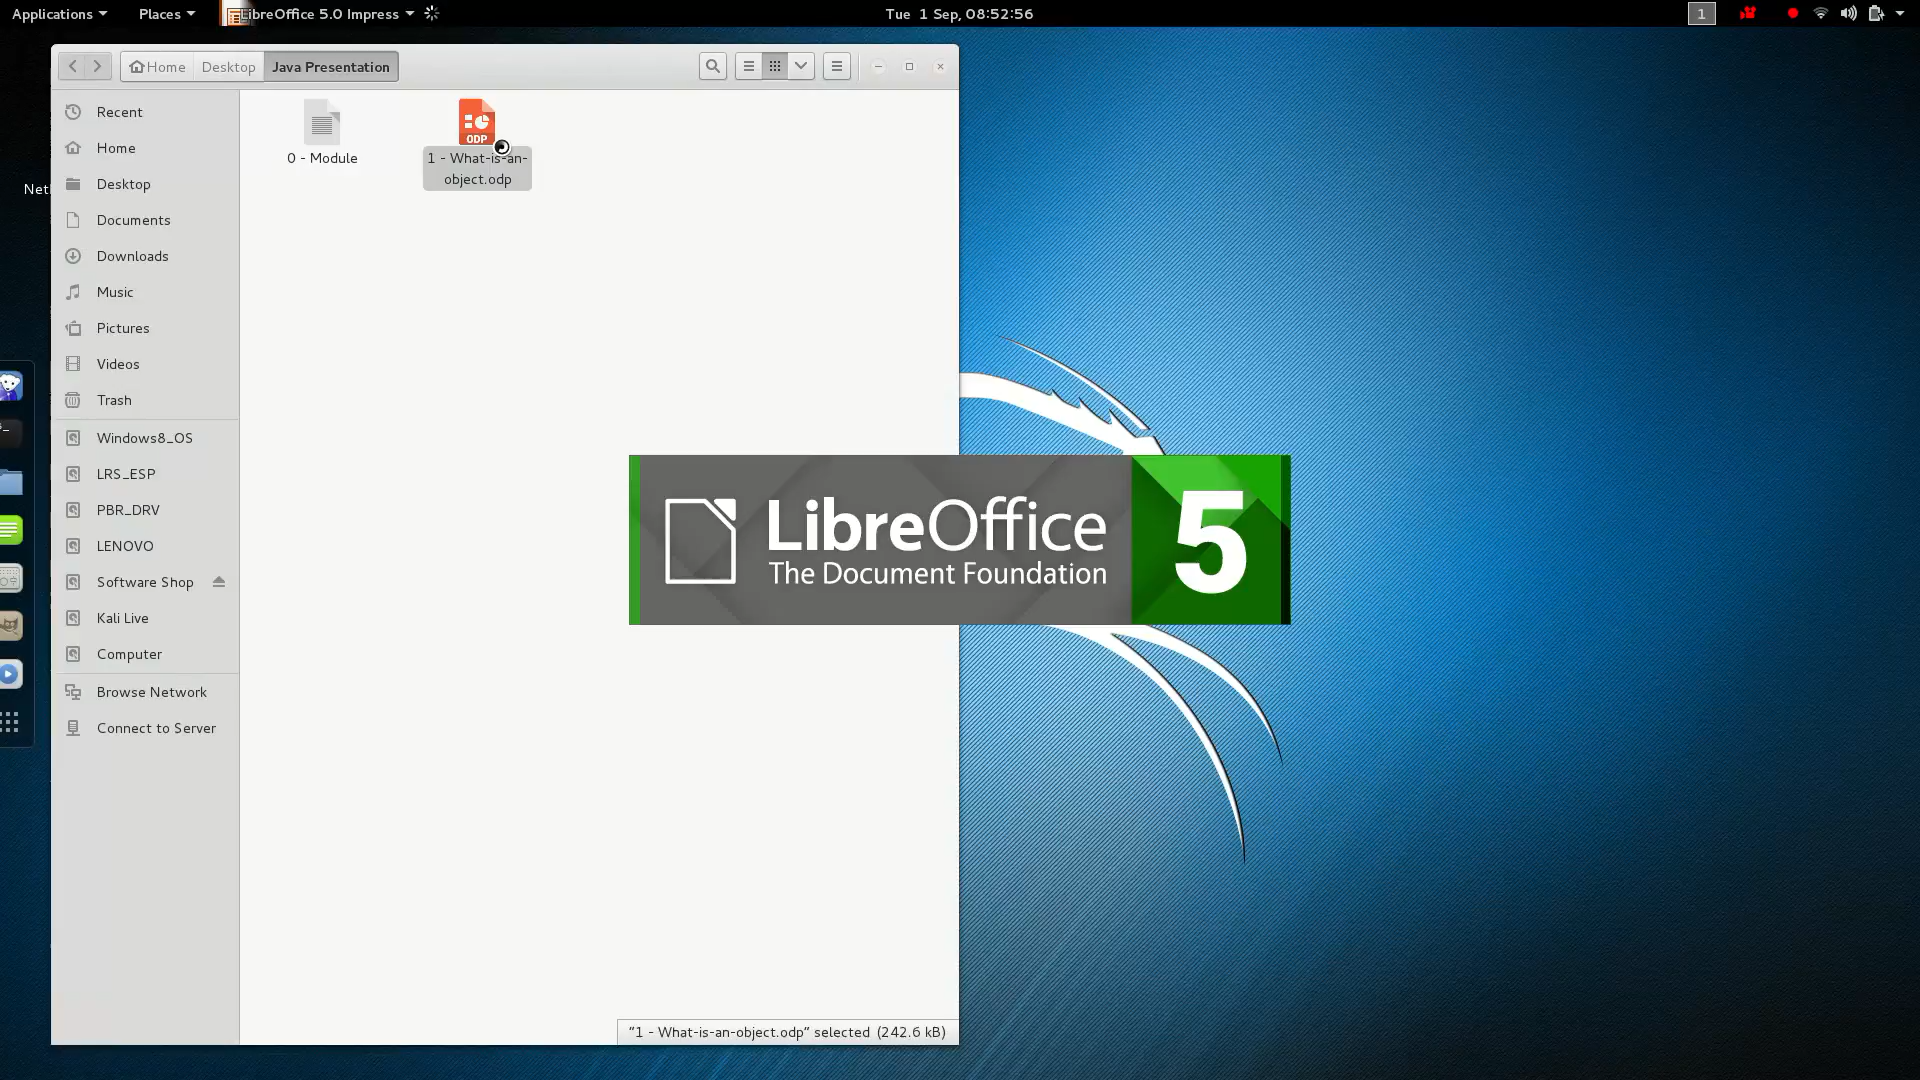 Applications
Places
LibreOffice 5.0 Impress
Tue 1 Sep, 08:52:56
1
Home
Desktop
Java Presentation
Recent
Home
Desktop
Documents
Downloads
Music
Pictures
Videos
Trash
Windows8_OS
LRS_ESP
PBR_DRV
LENOVO
Software Shop
Kali Live
Computer
Browse Network
Connect to Server
0 - Module
ODP
1 - What-is-an-
object.odp
LibreOffice
The Document Foundation
5
"1 - What-is-an-object.odp" selected (242.6 kB)